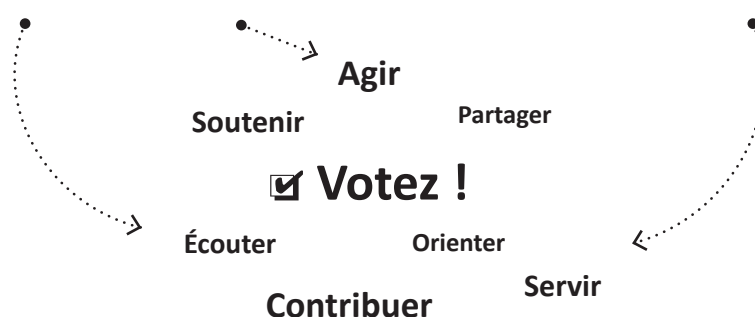 Agir
Soutenir
Partager
Votez !
Écouter
Orienter
Servir
Contribuer